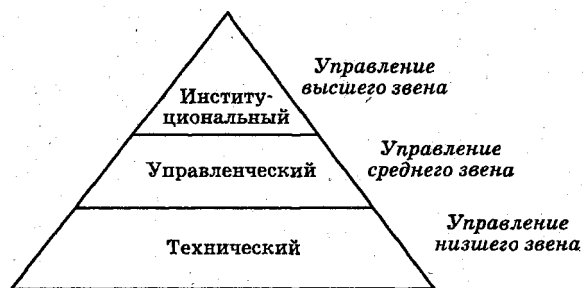 Управление
высшего звена
Институ-
циональный
Управленческий
Управление
среднего звена
Технический
Управление
низшего звена